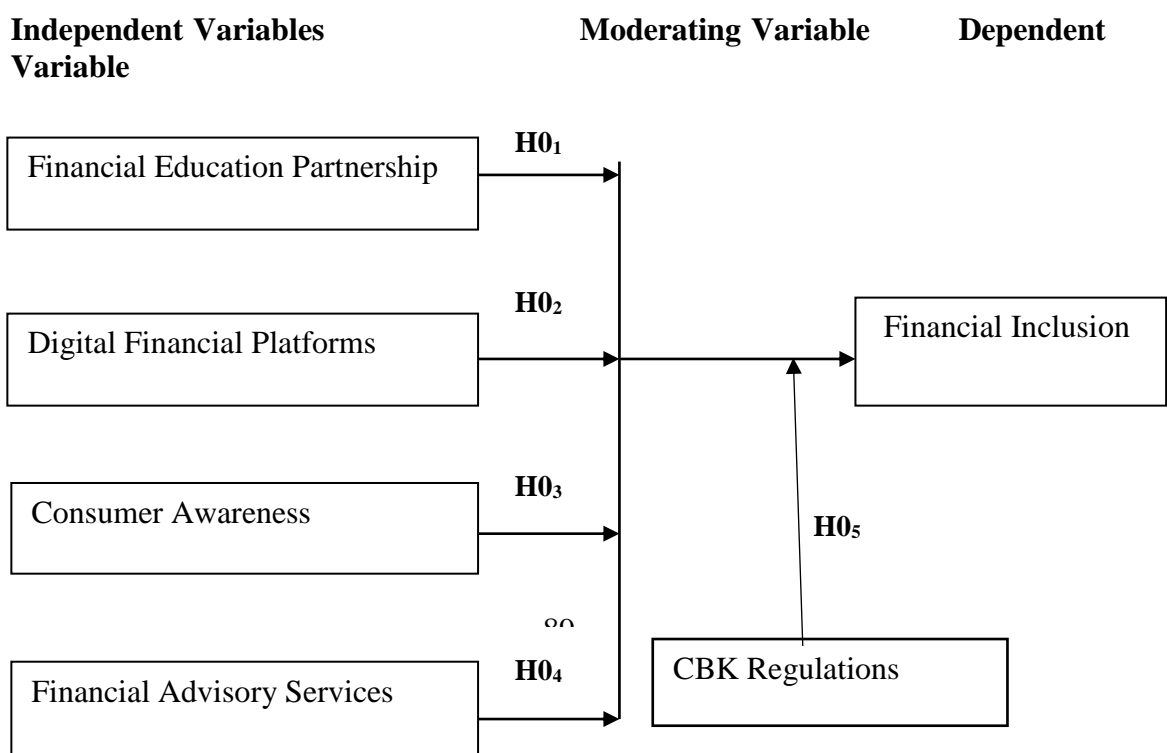 Independent Variables Moderating Variable Dependent
Variable
H0₁
Financial Education Partnership
H0₂
Digital Financial Platforms
Financial Inclusion
H0₃
Consumer Awareness
H0₅
H0₄
Financial Advisory Services
CBK Regulations